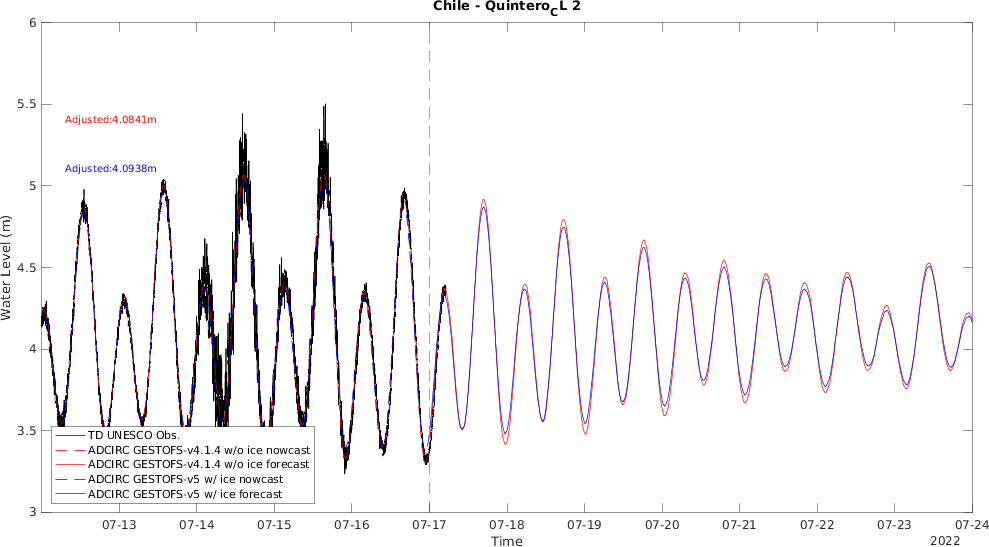 Chile - QuinteroCL 2
Water Level (m)
6
5.5
5
4.5
4
3.5
3
Adjusted:4.0841m
Adjusted:4.0938m
TD UNESCO Obs.
ADCIRC GESTOFS-v4.1.4 w/o ice nowcast
ADCIRC GESTOFS-v4.1.4 w/o ice forecast
ADCIRC GESTOFS-v5 w/ ice nowcast
ADCIRC GESTOFS-v5 w/ ice forecast
07-13 07-14 07-15 07-16 07-17 07-18 07-19 07-20 07-21 07-22 07-23 07-24
Time
2022